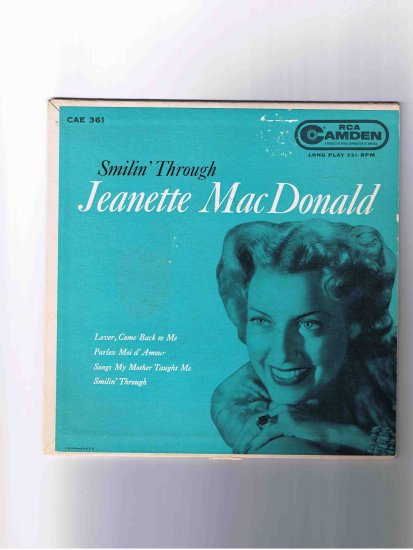 CAE 361
RCA
CAMDEN
LONG PLAY 33⅓ RPM
Smilin' Through
Jeanette MacDonald
Lover, Come Back to Me
Parlez Moi d'Amour
Songs My Mother Taught Me
Smilin' Through